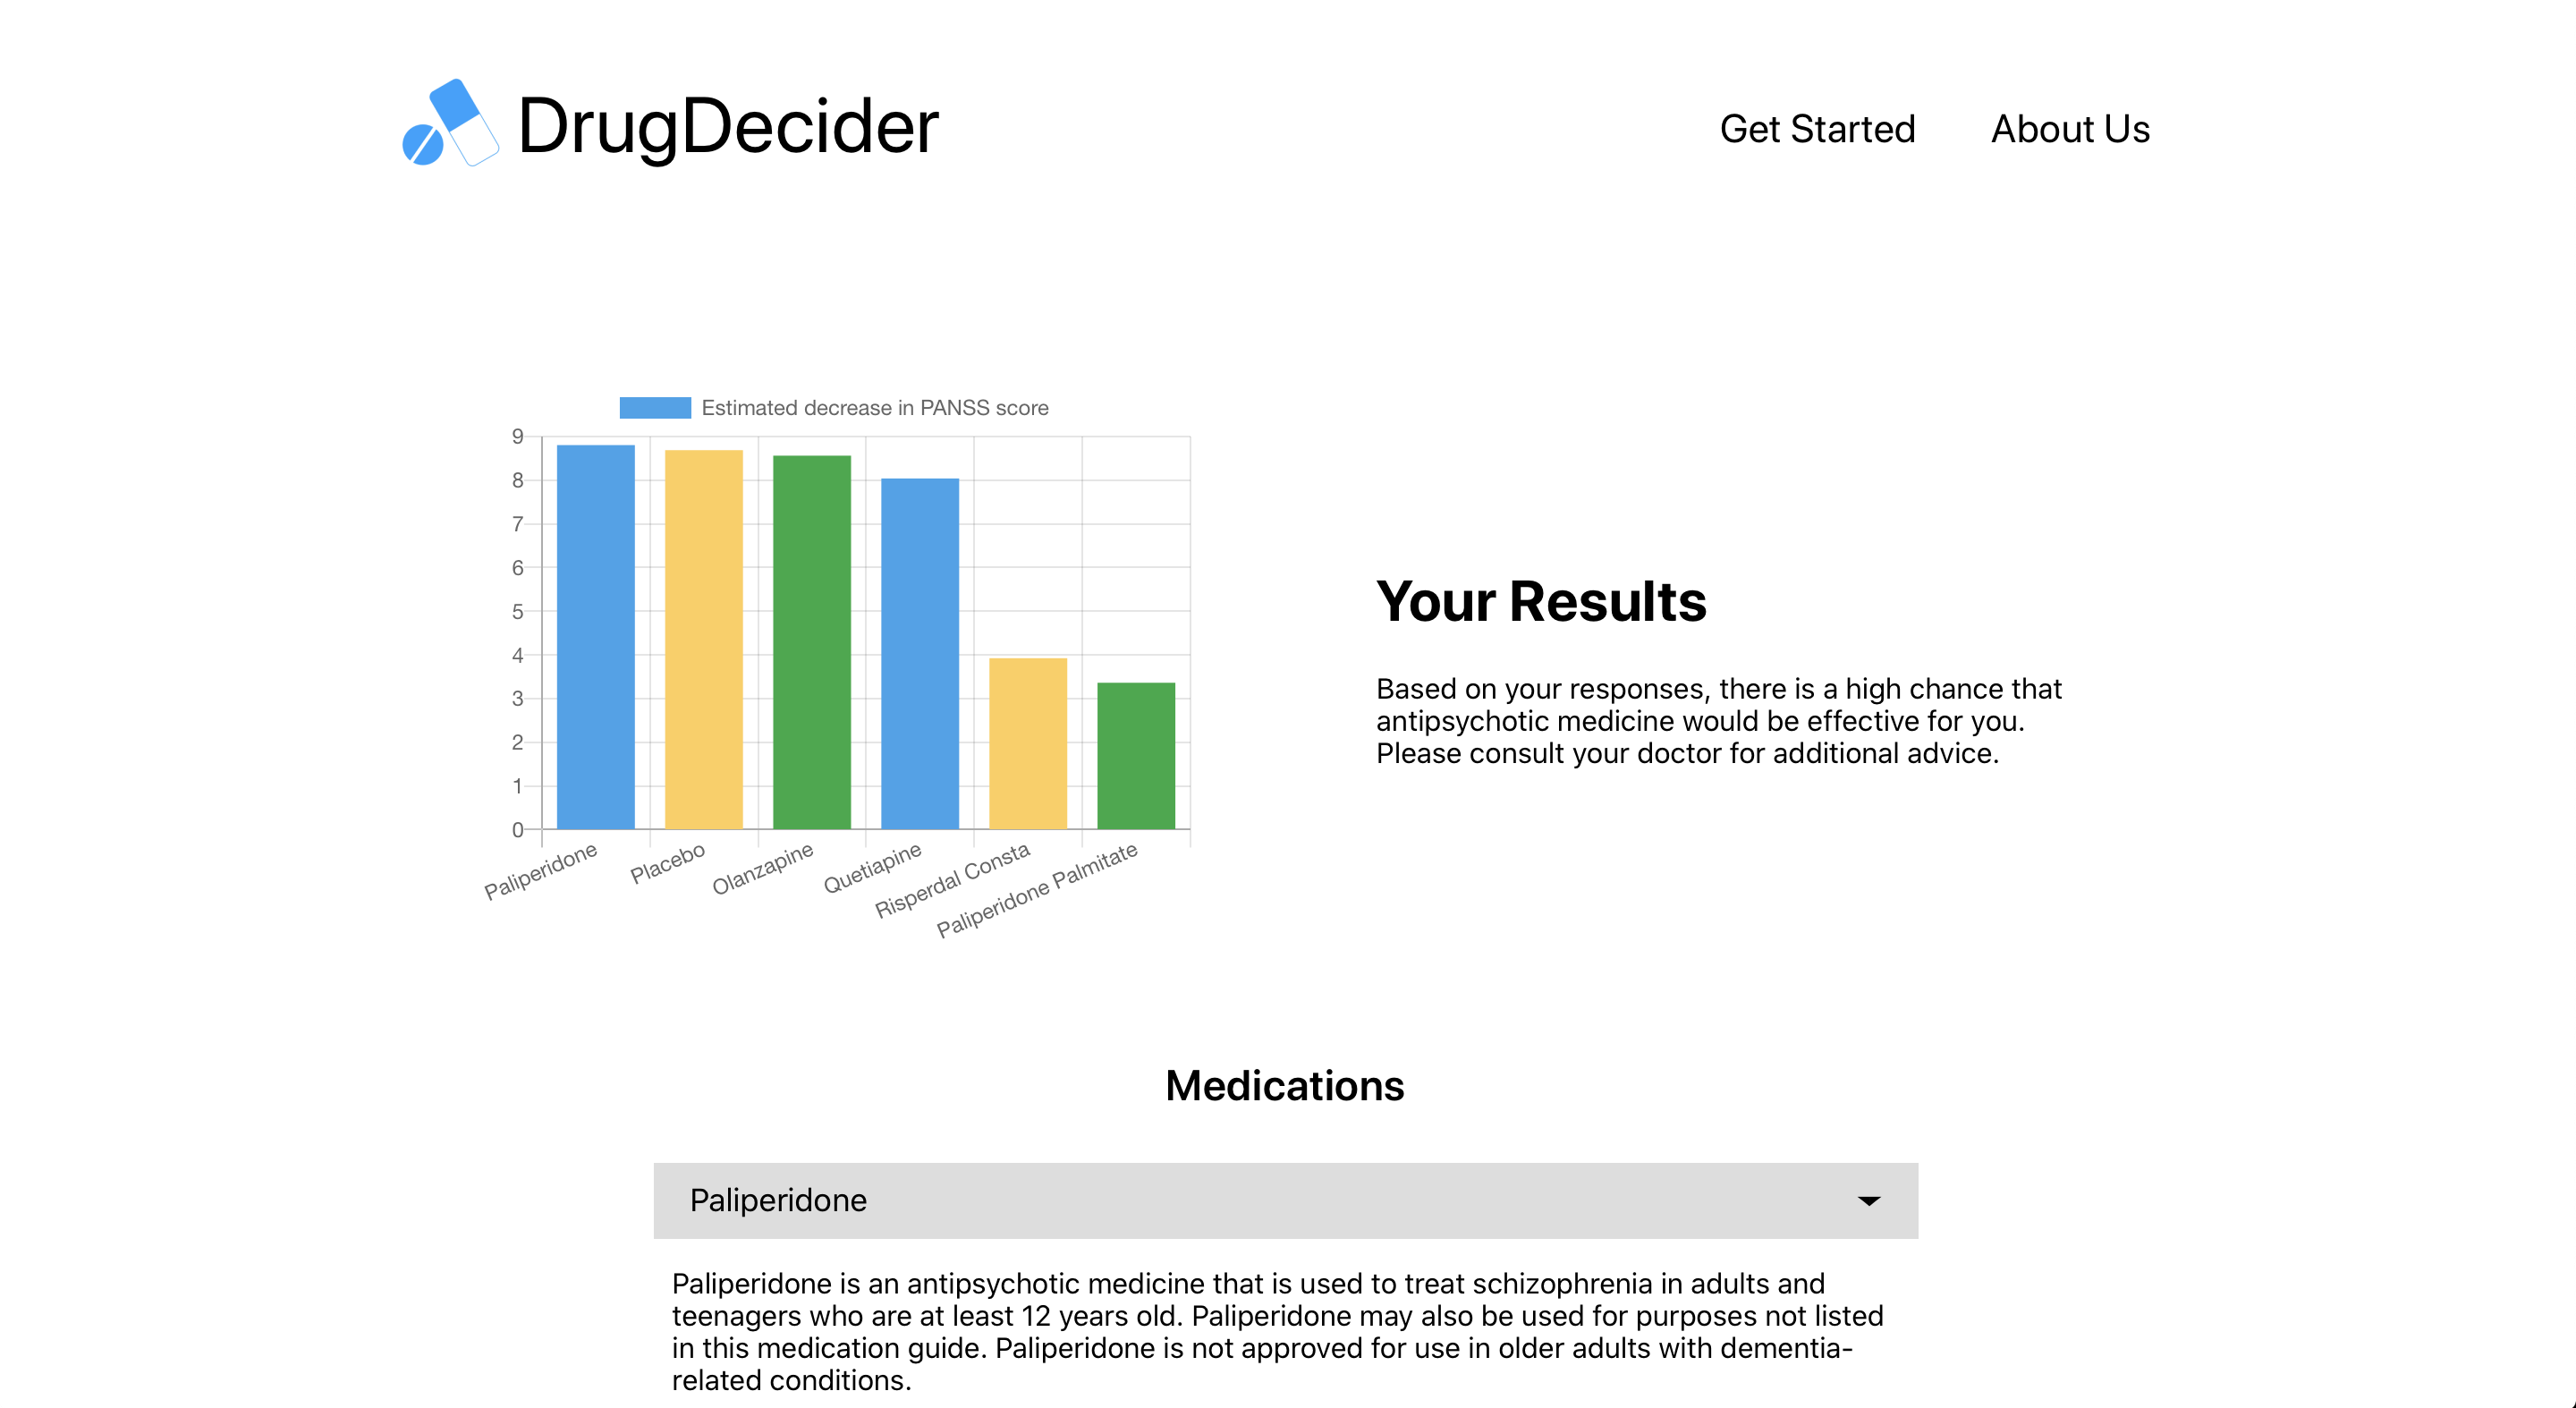 DrugDecider
Get Started
About Us
Estimated decrease in PANSS score
9
8
7
6
5
4
3
2
1
0
Paliperidone
Placebo
Olanzapine
Quetiapine
Risperdal Consta
Paliperidone Palmitate
Your Results
Based on your responses, there is a high chance that
antipsychotic medicine would be effective for you.
Please consult your doctor for additional advice.
Medications
Paliperidone
Paliperidone is an antipsychotic medicine that is used to treat schizophrenia in adults and
teenagers who are at least 12 years old. Paliperidone may also be used for purposes not listed
in this medication guide. Paliperidone is not approved for use in older adults with dementia-
related conditions.